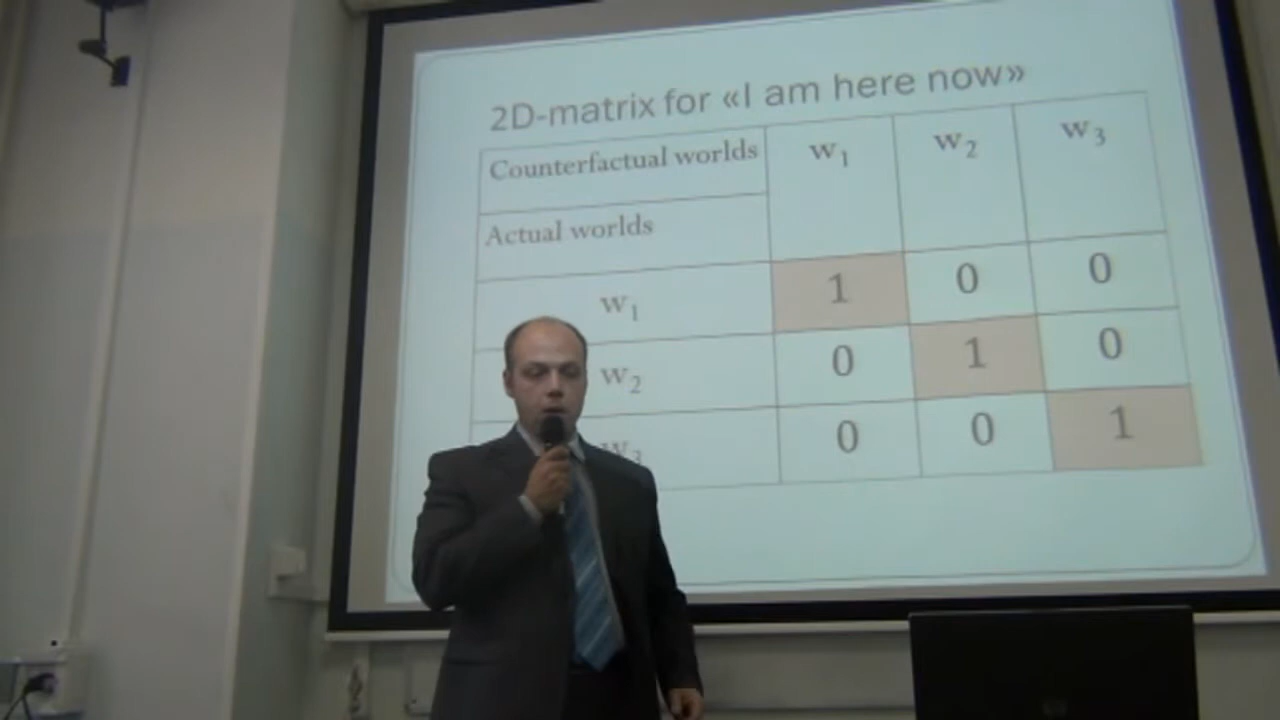 2D-matrix for «I am here now»
Counterfactual worlds w₁ w₂ w₃
Actual worlds
w₁ 1 0 0
w₂ 0 1 0
w₃ 0 0 1